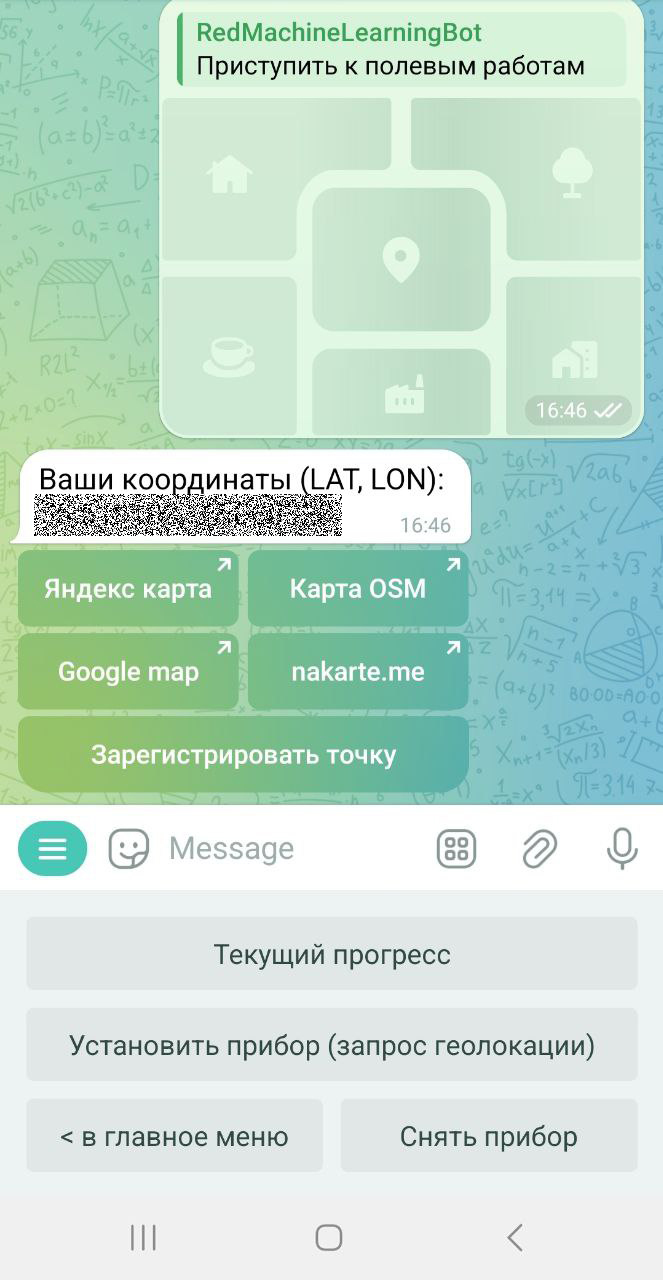 RedMachineLearningBot
Приступить к полевым работам
16:46
Ваши координаты (LAT, LON):
16:46
Яндекс карта
Карта OSM
Google map
nakarte.me
Зарегистрировать точку
Message
Текущий прогресс
Установить прибор (запрос геолокации)
< в главное меню
Снять прибор